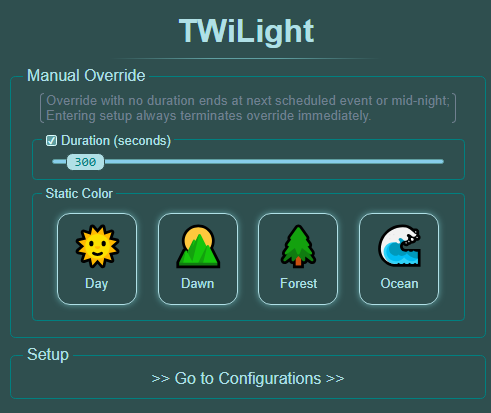 TWiLight
Manual Override
Override with no duration ends at next scheduled event or mid-night;
Entering setup always terminates override immediately.
Duration (seconds)
300
Static Color
Day
Dawn
Forest
Ocean
Setup
>> Go to Configurations >>